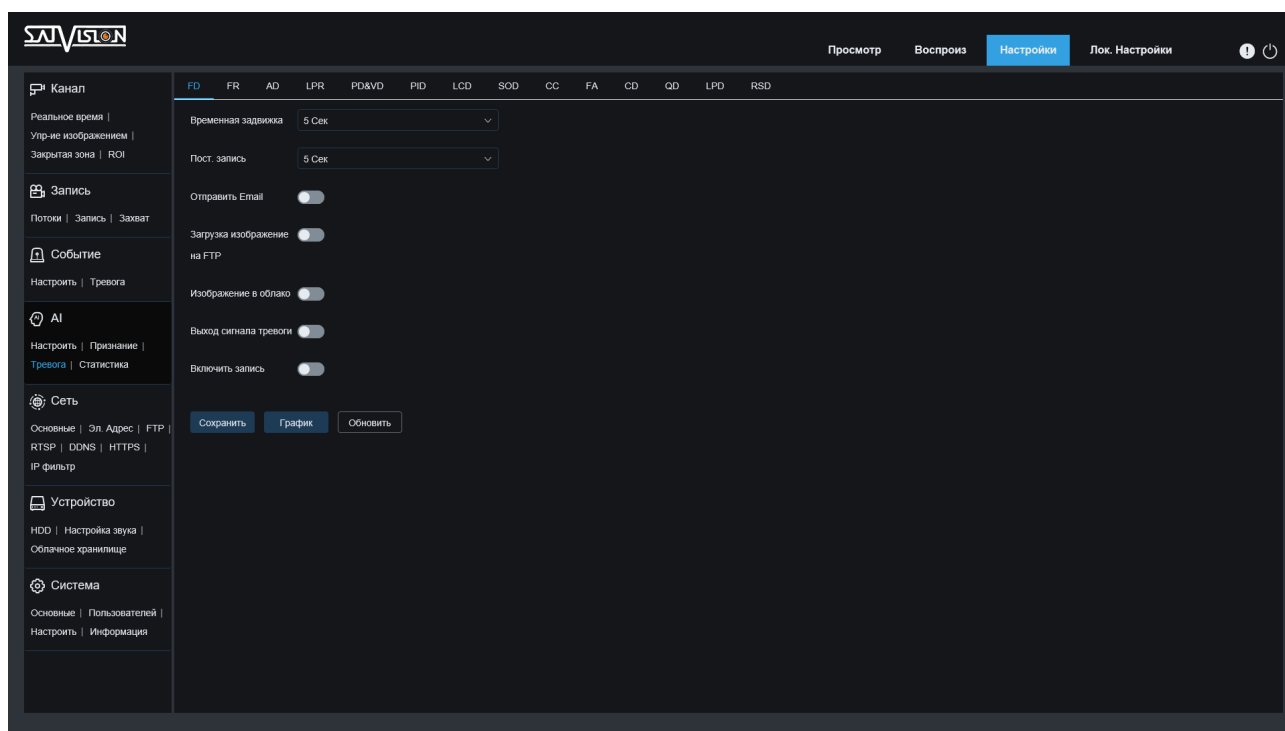 SATVISION
Просмотр Воспроиз Настройки Лок. Настройки
Канал
Реальное время |
Упр-ие изображением |
Закрытая зона | ROI
Запись
Потоки | Запись | Захват
Событие
Настроить | Тревога
AI
Настроить | Признание |
Тревога | Статистика
Сеть
Основные | Эл. Адрес | FTP |
RTSP | DDNS | HTTPS |
IP фильтр
Устройство
HDD | Настройка звука |
Облачное хранилище
Система
Основные | Пользователей |
Настроить | Информация
FD FR AD LPR PD&VD PID LCD SOD CC FA CD QD LPD RSD
Временная задвижка 5 Сек
Пост. запись 5 Сек
Отправить Email
Загрузка изображение
на FTP
Изображение в облако
Выход сигнала тревоги
Включить запись
Сохранить График Обновить